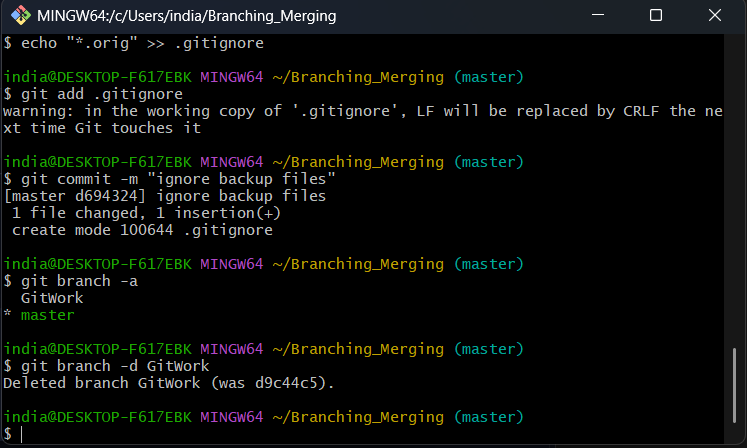 MINGW64:/c/Users/india/Branching_Merging
$ echo "*.orig" >> .gitignore
india@DESKTOP-F617EBK MINGW64 ~/Branching_Merging (master)
$ git add .gitignore
warning: in the working copy of '.gitignore', LF will be replaced by CRLF the ne
xt time Git touches it
india@DESKTOP-F617EBK MINGW64 ~/Branching_Merging (master)
$ git commit -m "ignore backup files"
[master d694324] ignore backup files
 1 file changed, 1 insertion(+)
 create mode 100644 .gitignore
india@DESKTOP-F617EBK MINGW64 ~/Branching_Merging (master)
$ git branch -a
  GitWork
* master
india@DESKTOP-F617EBK MINGW64 ~/Branching_Merging (master)
$ git branch -d GitWork
Deleted branch GitWork (was d9c44c5).
india@DESKTOP-F617EBK MINGW64 ~/Branching_Merging (master)
$